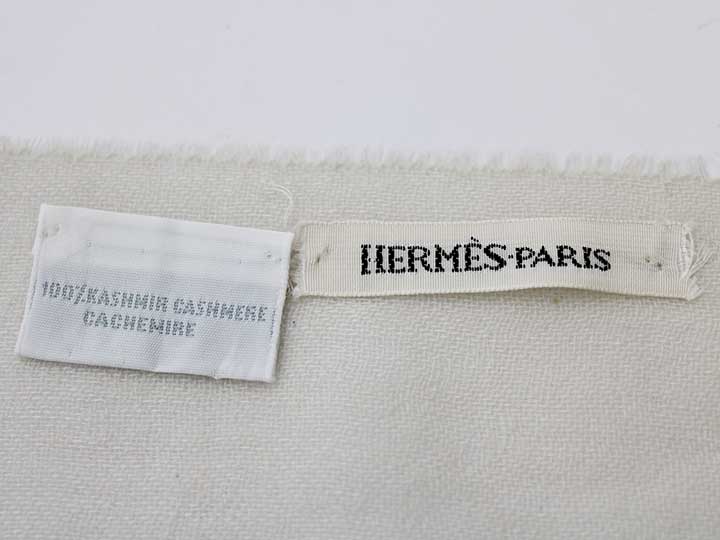 100% KASHMIR CASHMERE
CACHEMIRE
HERMÈS-PARIS